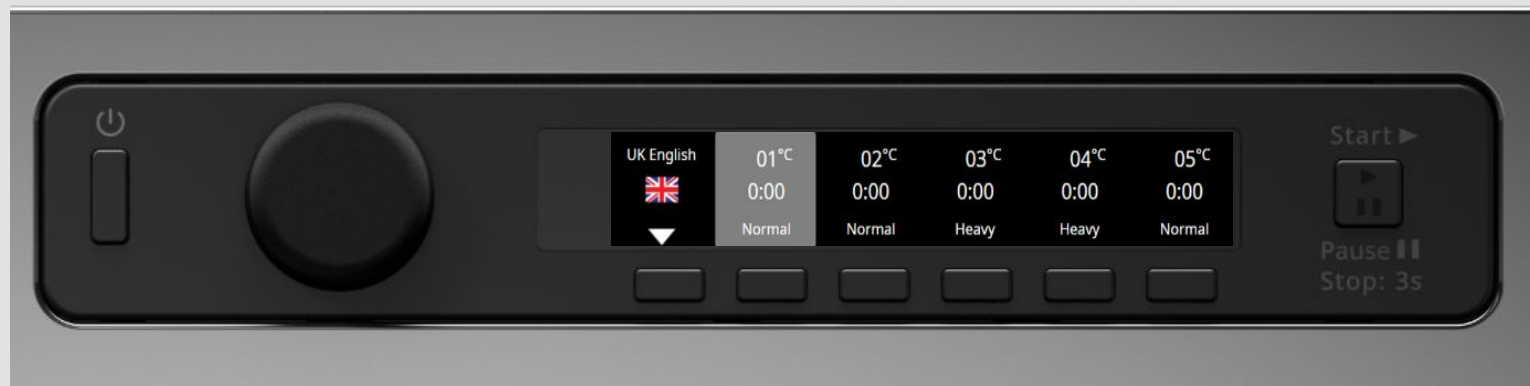 UK English
01°C
0:00
Normal
02°C
0:00
Normal
03°C
0:00
Heavy
04°C
0:00
Heavy
05°C
0:00
Normal
Start ▶
Pause ⏸
Stop: 3s